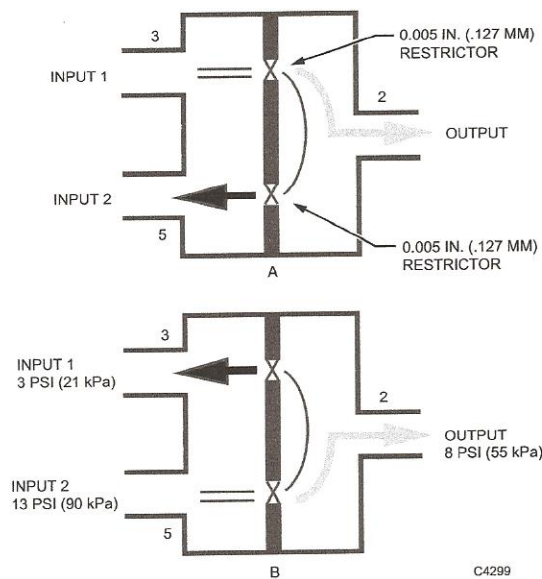 3
0.005 IN. (.127 MM)
RESTRICTOR
INPUT 1
2
OUTPUT
INPUT 2
5
0.005 IN. (.127 MM)
RESTRICTOR
A
3
INPUT 1
3 PSI (21 kPa)
2
OUTPUT
8 PSI (55 kPa)
INPUT 2
13 PSI (90 kPa)
5
B
C4299